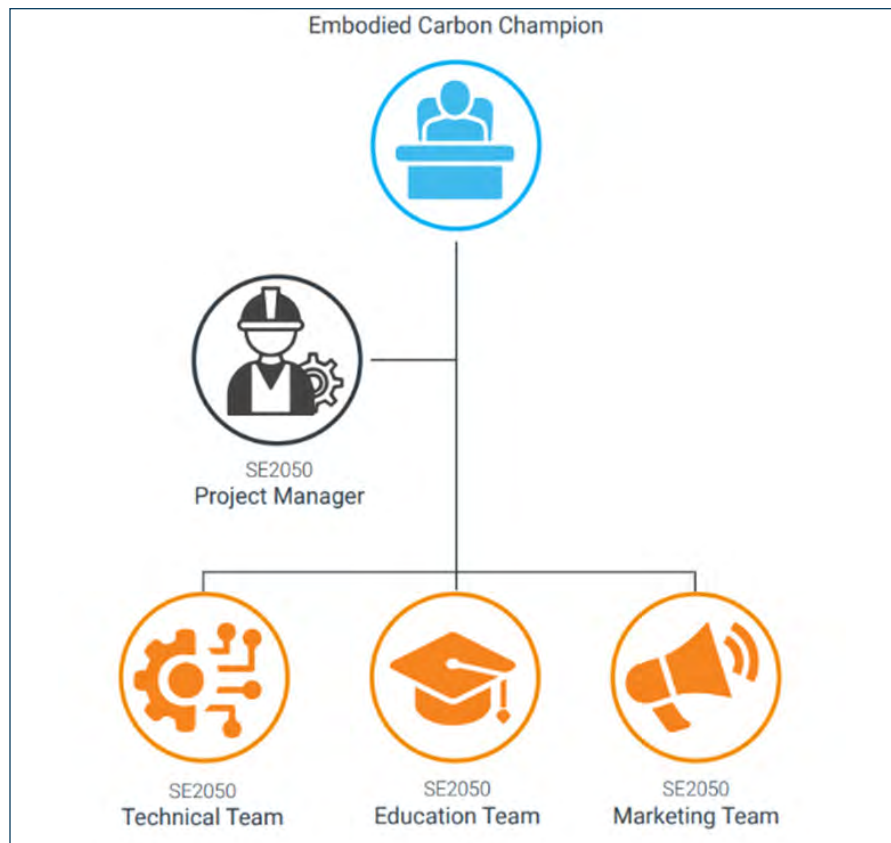 Embodied Carbon Champion
SE2050
Project Manager
SE2050
Technical Team
SE2050
Education Team
SE2050
Marketing Team